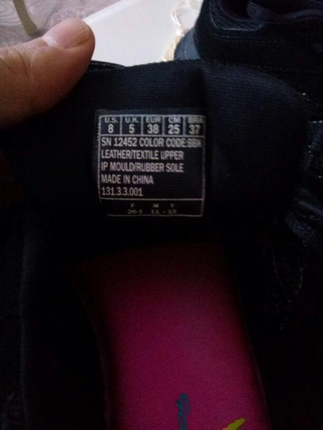 U.S. U.K. EUR CM BRA
8 5 38 25 37
SN 12452 COLOR CODE:BBK
LEATHER/TEXTILE UPPER
IP MOULD/RUBBER SOLE
MADE IN CHINA
131.3.3.001